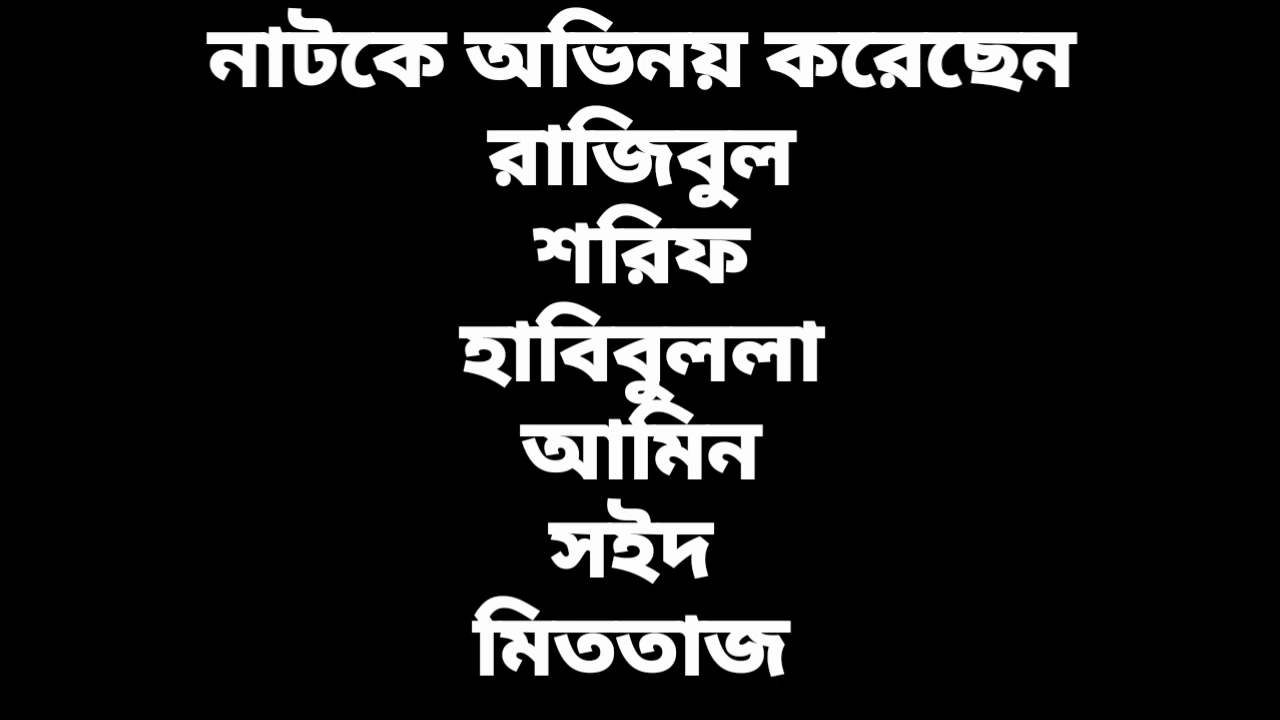 নাটকে অভিনয় করেছেন
রাজিবুল
শরিফ
হাবিবুললা
আমিন
সইদ
মিততাজ